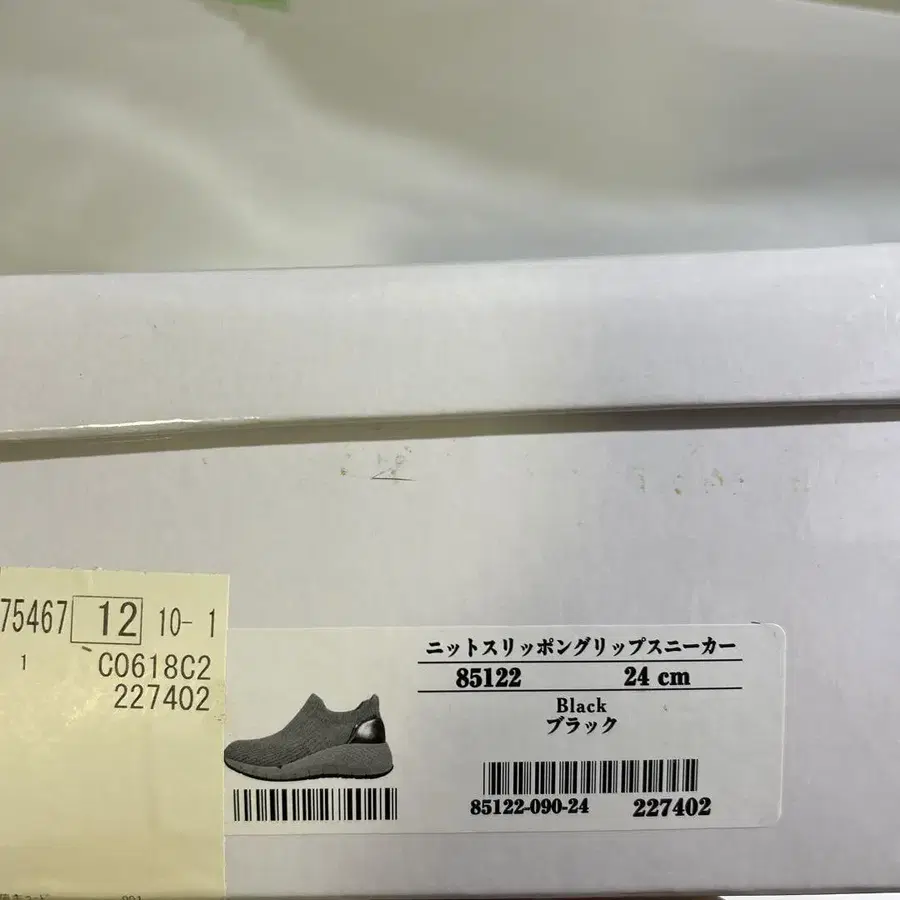 75467 12 10- 1
1 C0618C2
227402
ニットスリッポングリップスニーカー
85122 24 cm
Black
ブラック
85122-090-24 227402